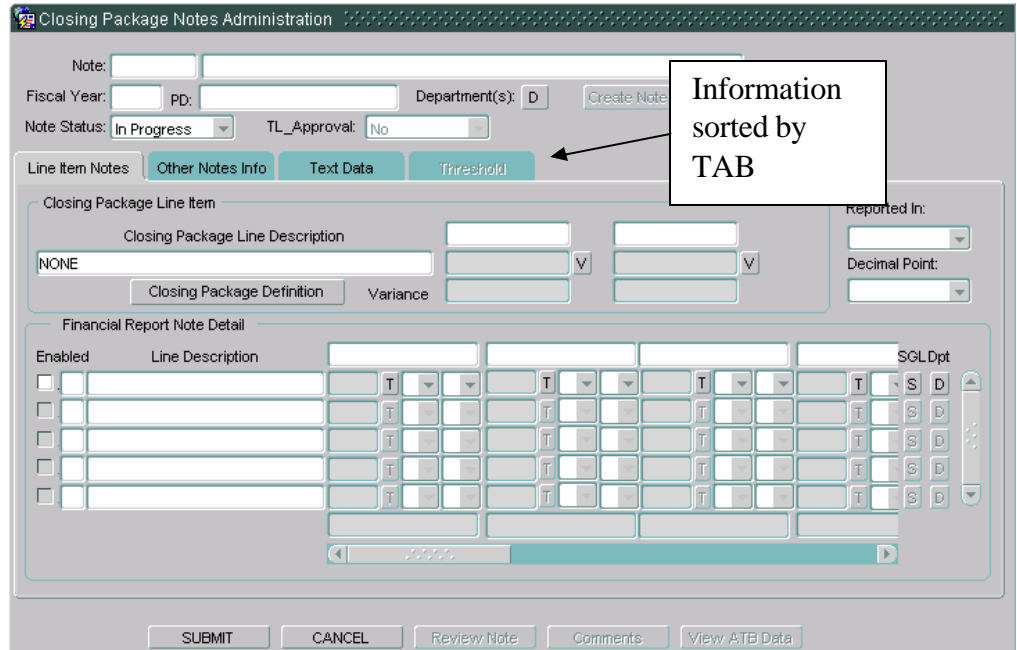 Closing Package Notes Administration
Note:
Fiscal Year: PD: Department(s): D Create Note
Note Status: In Progress TL_Approval: No
Information
sorted by
TAB
Line Item Notes Other Notes Info Text Data Threshold
Closing Package Line Item
Reported In:
Closing Package Line Description
NONE V V Decimal Point:
Closing Package Definition Variance
Financial Report Note Detail
Enabled Line Description SGL Dpt
. T T T T S D
. T T T T S D
. T T T T S D
. T T T T S D
. T T T T S D
SUBMIT CANCEL Review Note Comments View ATB Data